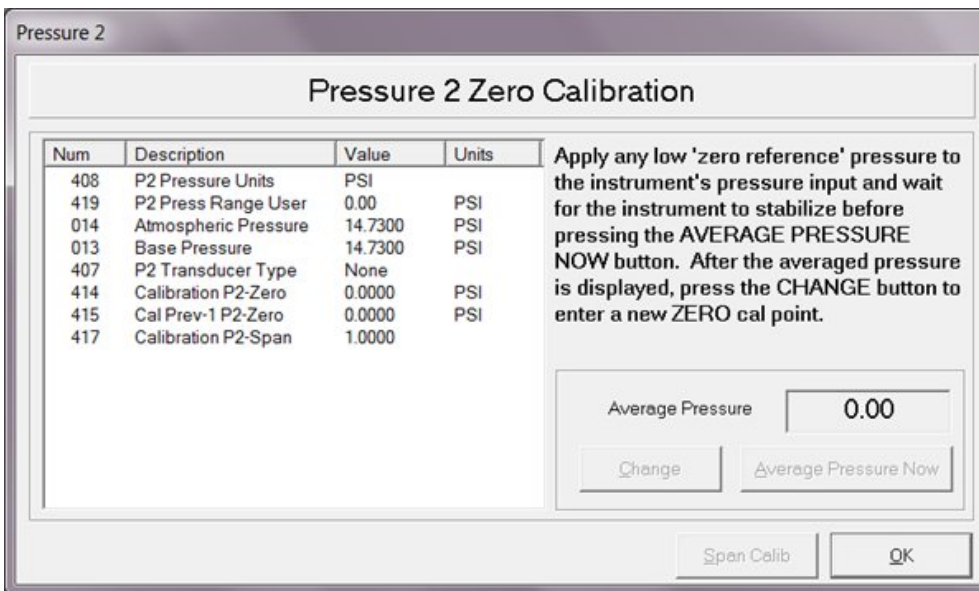 Pressure 2
Pressure 2 Zero Calibration
Num Description Value Units
408 P2 Pressure Units PSI
419 P2 Press Range User 0.00 PSI
014 Atmospheric Pressure 14.7300 PSI
013 Base Pressure 14.7300 PSI
407 P2 Transducer Type None
414 Calibration P2-Zero 0.0000 PSI
415 Cal Prev-1 P2-Zero 0.0000 PSI
417 Calibration P2-Span 1.0000
Apply any low 'zero reference' pressure to
the instrument's pressure input and wait
for the instrument to stabilize before
pressing the AVERAGE PRESSURE
NOW button. After the averaged pressure
is displayed, press the CHANGE button to
enter a new ZERO cal point.
Average Pressure 0.00
Change Average Pressure Now
Span Calib OK